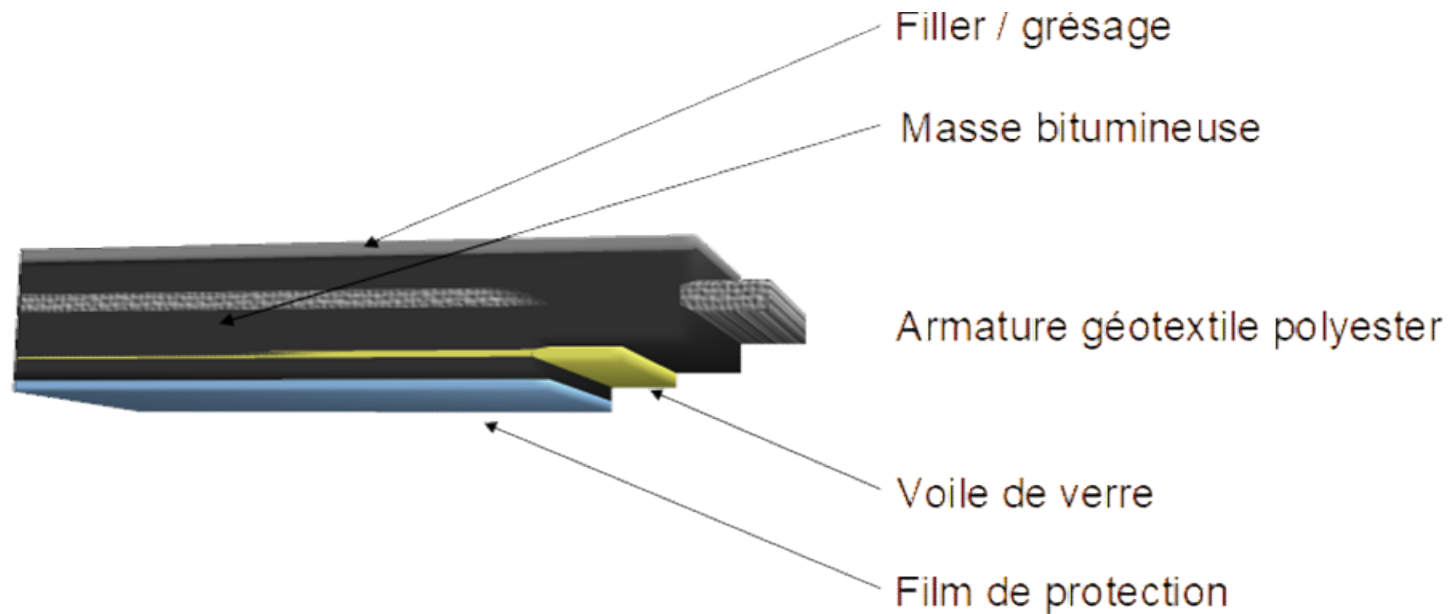 Filler / grésage
Masse bitumineuse
Armature géotextile polyester
Voile de verre
Film de protection